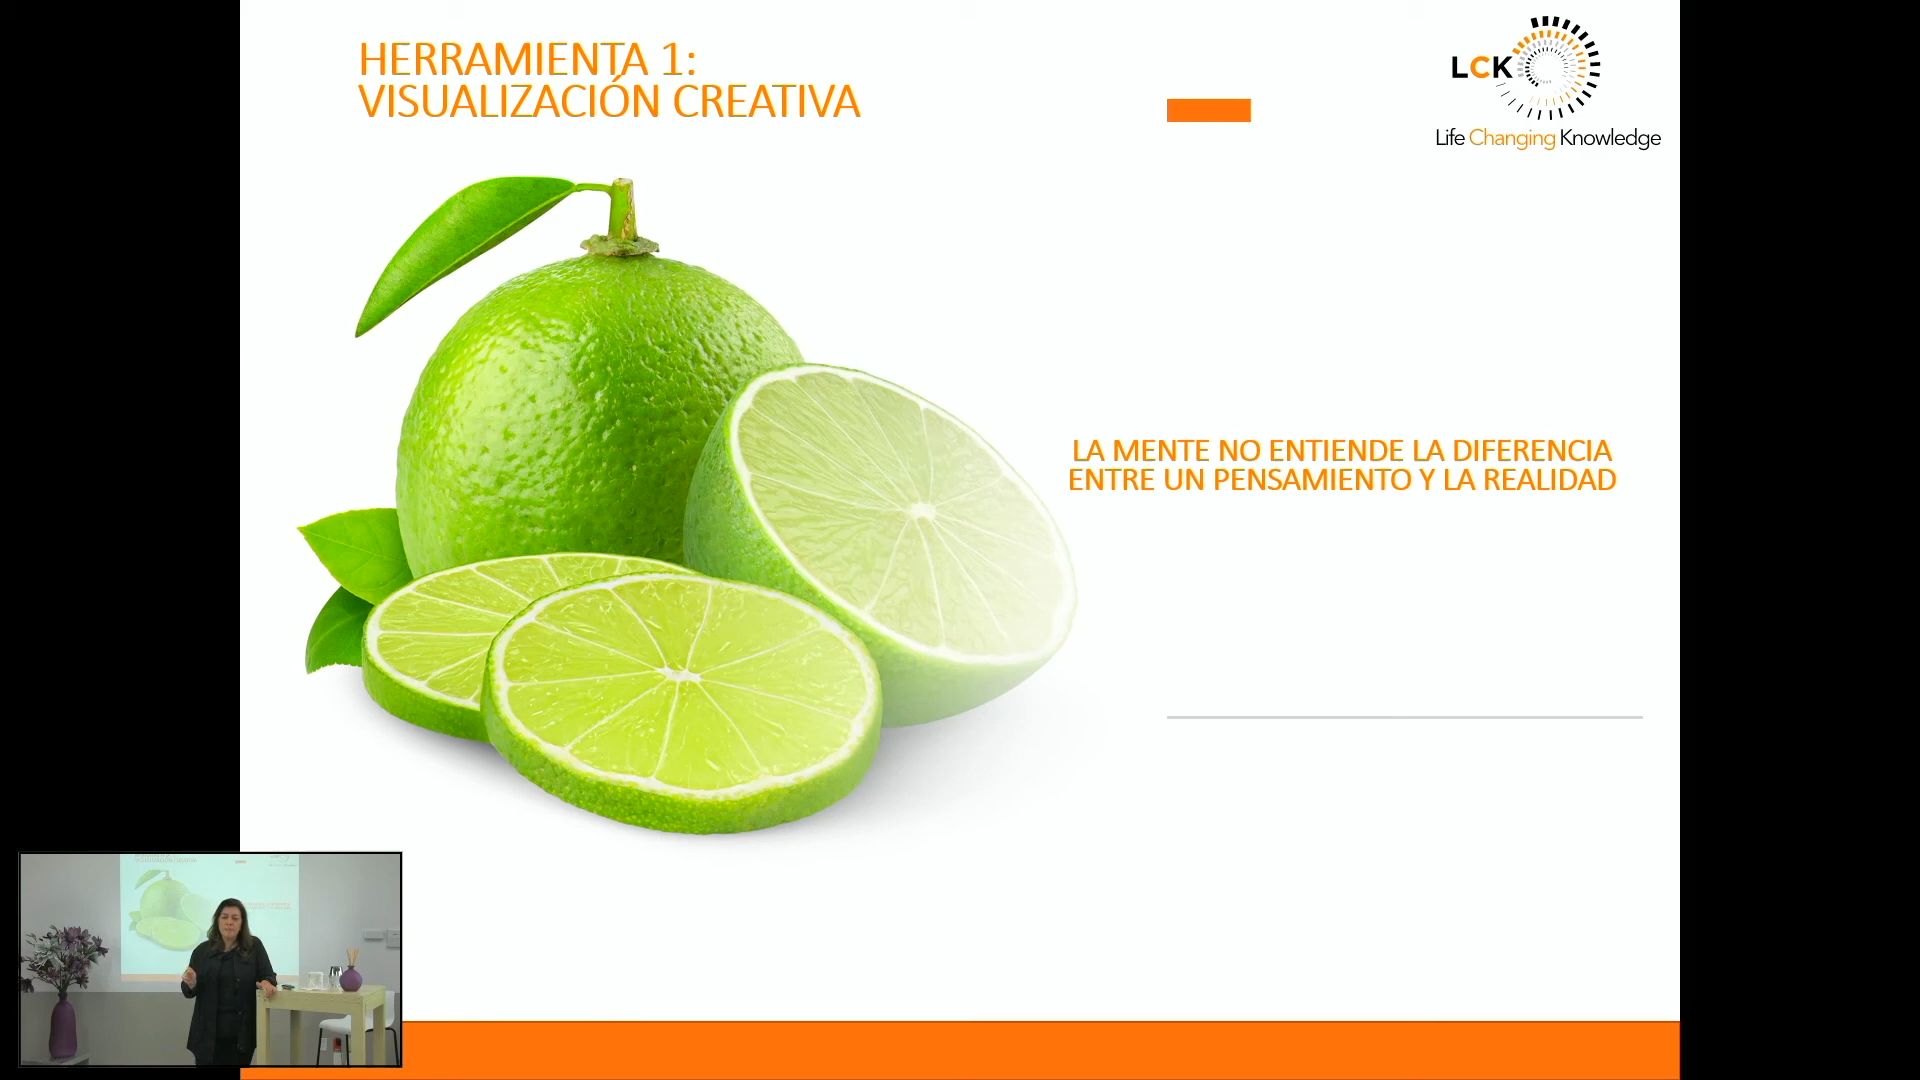 HERRAMIENTA 1:
VISUALIZACIÓN CREATIVA
LCK
Life Changing Knowledge
LA MENTE NO ENTIENDE LA DIFERENCIA
ENTRE UN PENSAMIENTO Y LA REALIDAD